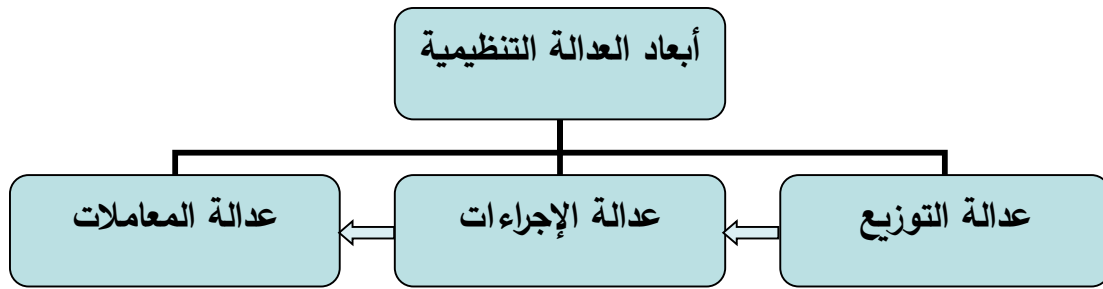 أبعاد العدالة التنظيمية
عدالة التوزيع
عدالة الإجراءات
عدالة المعاملات